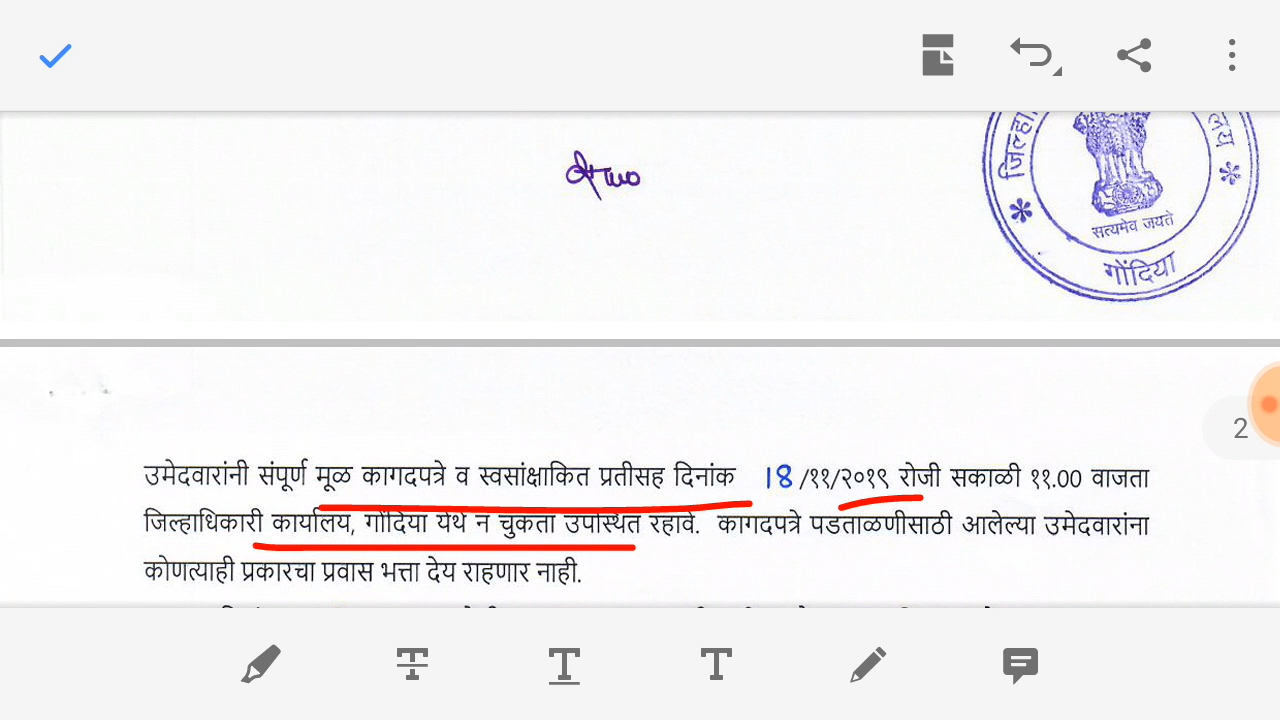 सत्यमेव जयते
गोंदिया
2
उमेदवारांनी संपूर्ण मूळ कागदपत्रे व स्वसांक्षाकित प्रतीसह दिनांक 18/११/२०१९ रोजी सकाळी ११.00 वाजता
जिल्हाधिकारी कार्यालय, गोंदिया येथे न चुकता उपस्थित रहावे. कागदपत्रे पडताळणीसाठी आलेल्या उमेदवारांना
कोणत्याही प्रकारचा प्रवास भत्ता देय राहणार नाही.